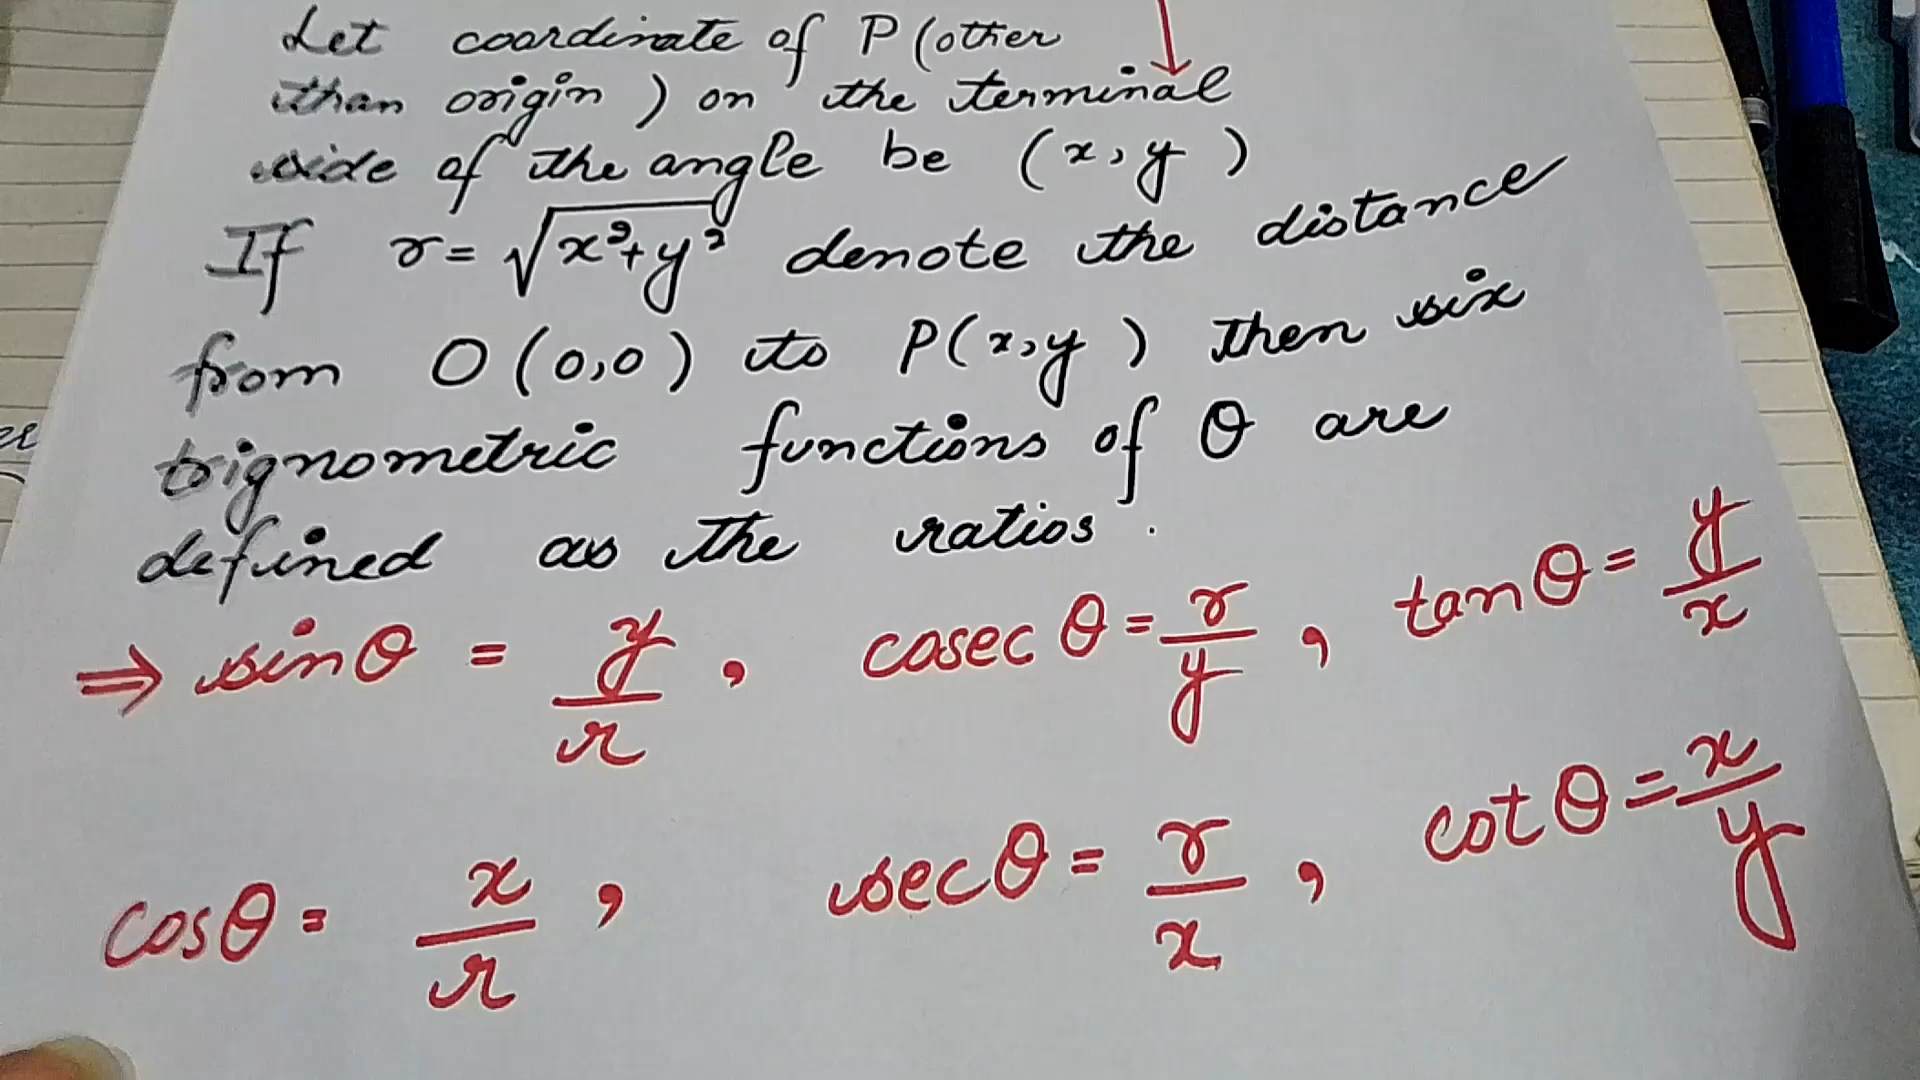 Let coordinate of P (other
than origin) on the terminal
side of the angle be (x, y)
If r = √x²+y² denote the distance
from O(0,0) to P(x,y) then six
trignometric functions of θ are
defined as the ratios.
⇒ sinθ = y/r, cosec θ = r/y, tanθ = y/x
cosθ = x/r, secθ = r/x, cotθ = x/y